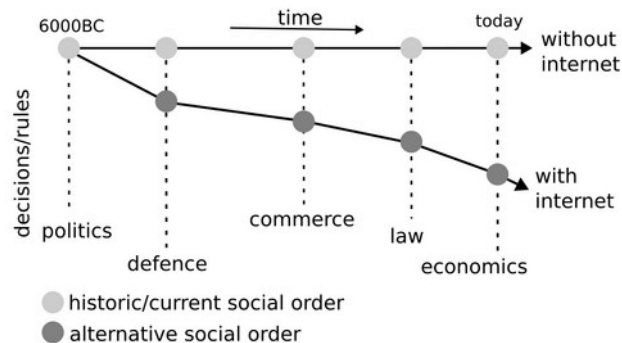 6000BC
time
today
without
internet
decisions/rules
with
internet
politics
defence
commerce
law
economics
historic/current social order
alternative social order